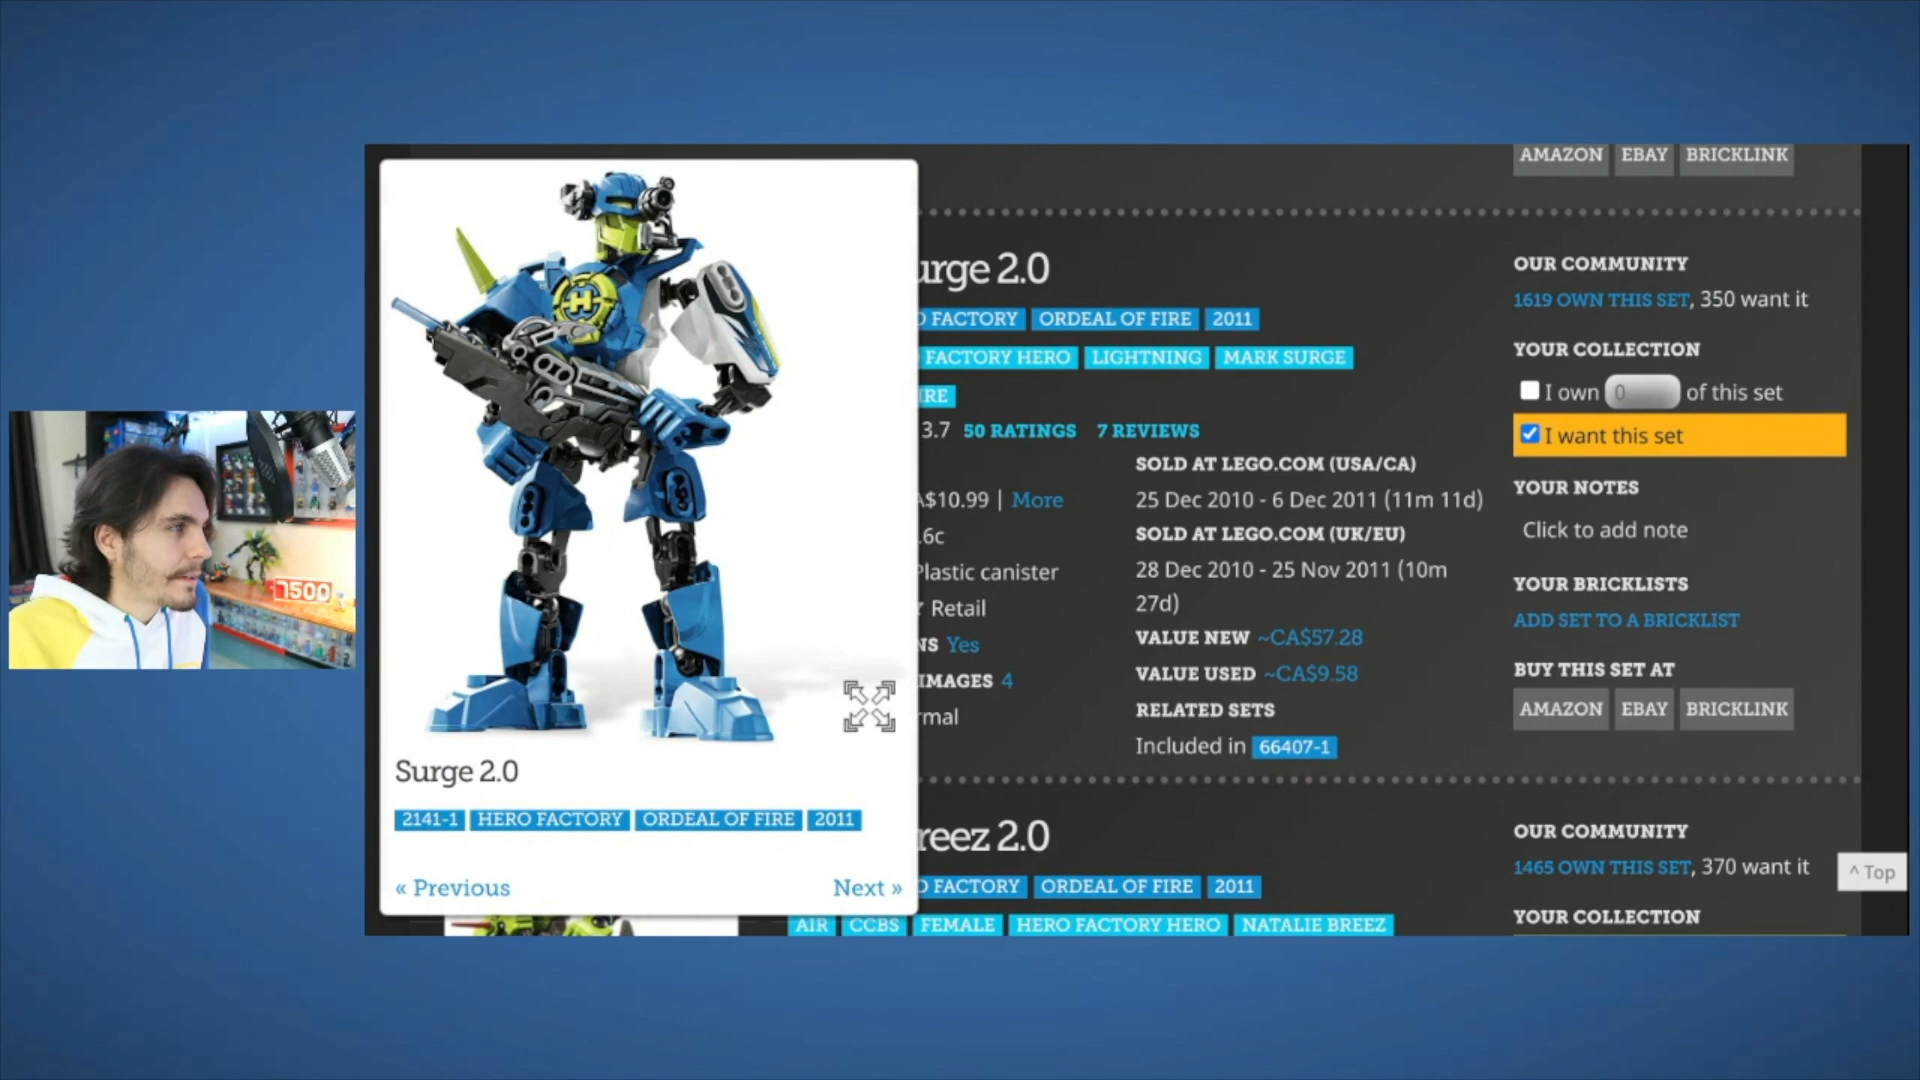 AMAZON EBAY BRICKLINK
urge 2.0
FACTORY ORDEAL OF FIRE 2011
FACTORY HERO LIGHTNING MARK SURGE
IRE
3.7 50 RATINGS 7 REVIEWS
A$10.99 | More
.6c
Plastic canister
Retail
NS Yes
IMAGES 4
rmal
SOLD AT LEGO.COM (USA/CA)
25 Dec 2010 - 6 Dec 2011 (11m 11d)
SOLD AT LEGO.COM (UK/EU)
28 Dec 2010 - 25 Nov 2011 (10m
27d)
VALUE NEW ~CA$57.28
VALUE USED ~CA$9.58
RELATED SETS
Included in 66407-1
OUR COMMUNITY
1619 OWN THIS SET, 350 want it
YOUR COLLECTION
I own 0 of this set
I want this set
YOUR NOTES
Click to add note
YOUR BRICKLISTS
ADD SET TO A BRICKLIST
BUY THIS SET AT
AMAZON EBAY BRICKLINK
H
7500
Surge 2.0
2141-1 HERO FACTORY ORDEAL OF FIRE 2011
« Previous Next »
reez 2.0
FACTORY ORDEAL OF FIRE 2011
AIR CCBS FEMALE HERO FACTORY HERO NATALIE BREEZ
OUR COMMUNITY
1465 OWN THIS SET, 370 want it
YOUR COLLECTION
^ Top